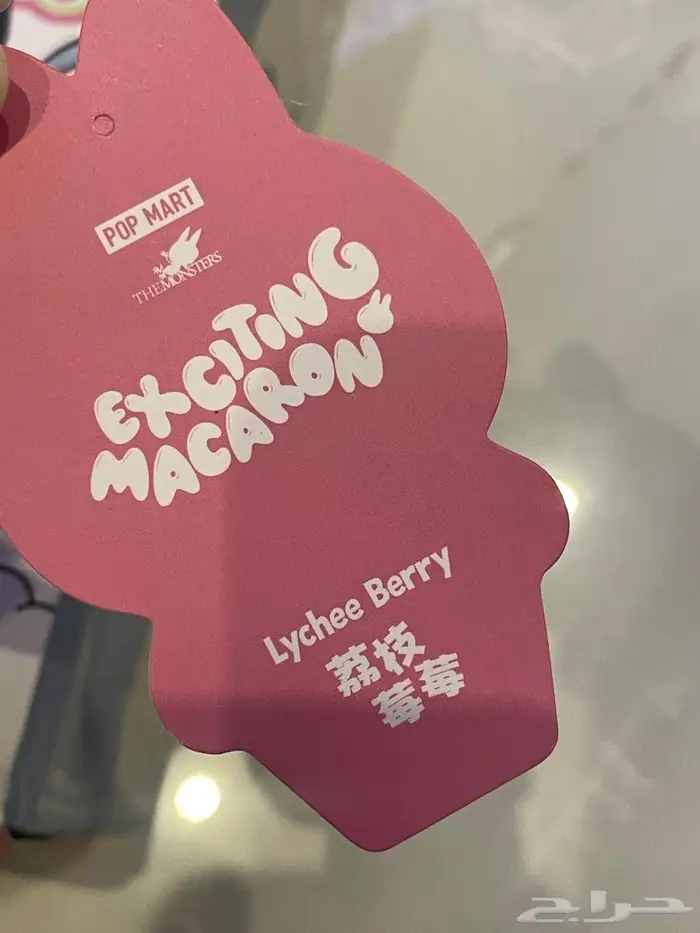 POP MART
THE MONSTERS
EXCITING
MACARON
Lychee Berry
荔枝
莓莓
حراج